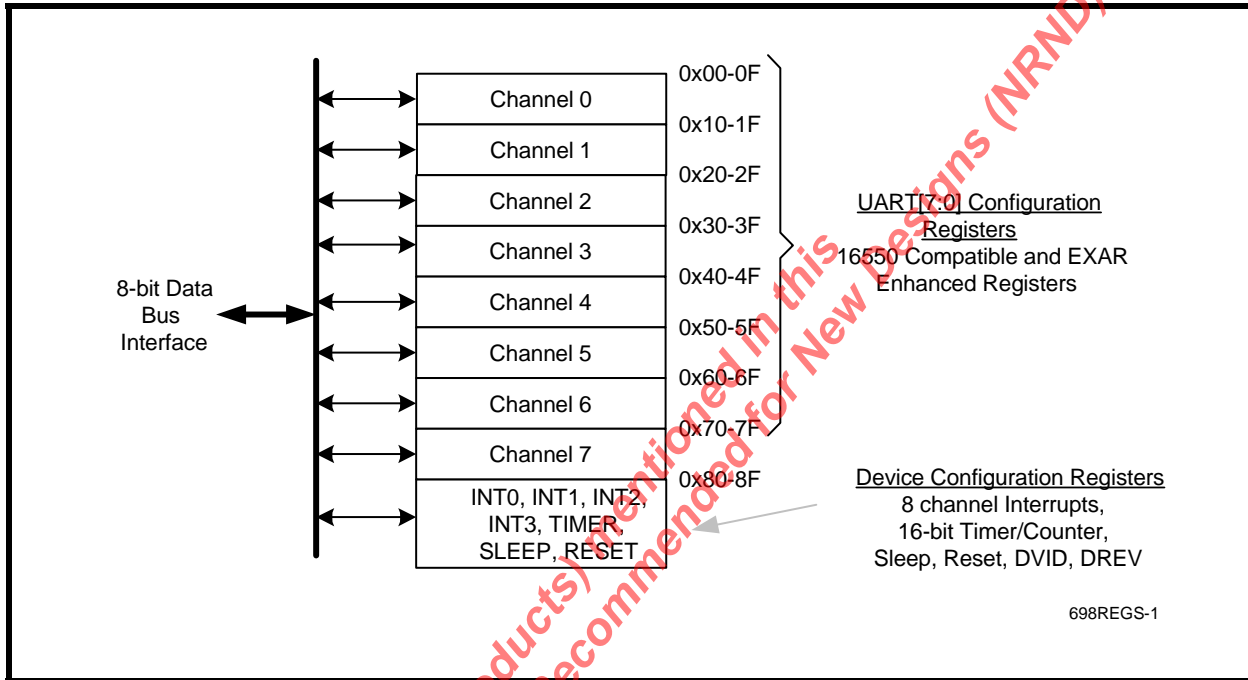 0x00-0F
Channel 0
0x10-1F
Channel 1
0x20-2F
Channel 2
0x30-3F
Channel 3
0x40-4F
Channel 4
0x50-5F
Channel 5
0x60-6F
Channel 6
0x70-7F
Channel 7
0x80-8F
INT0, INT1, INT2,
INT3, TIMER,
SLEEP, RESET
8-bit Data
Bus
Interface
UART[7:0] Configuration
Registers
16550 Compatible and EXAR
Enhanced Registers
Device Configuration Registers
8 channel Interrupts,
16-bit Timer/Counter,
Sleep, Reset, DVID, DREV
698REGS-1
mentioned in this
recommended for New Designs (NRND)